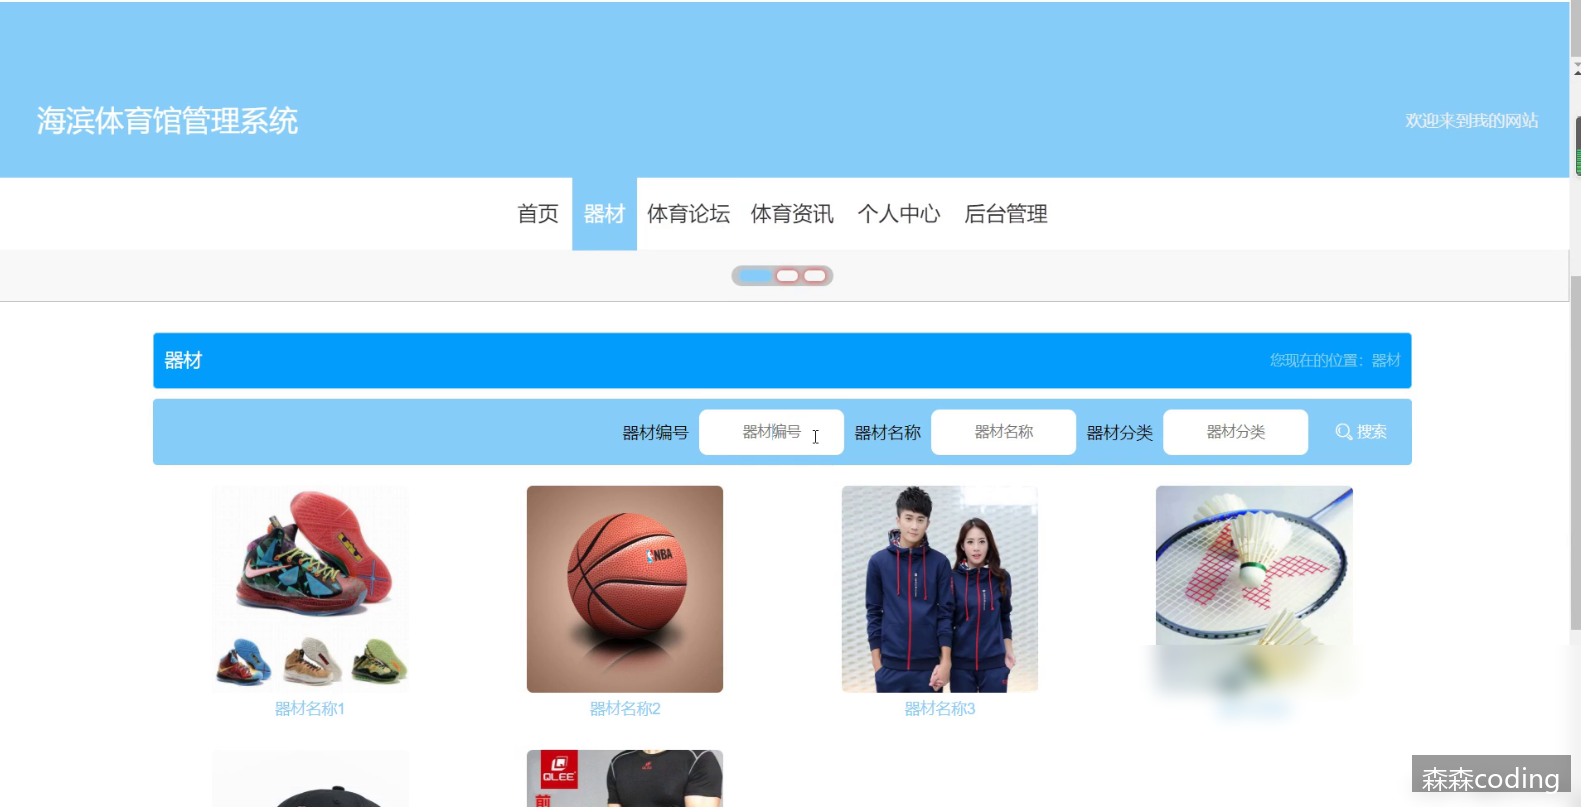 海滨体育馆管理系统
欢迎来到我的网站
首页 器材 体育论坛 体育资讯 个人中心 后台管理
器材
您现在的位置：器材
器材编号 器材编号 器材名称 器材名称 器材分类 器材分类 搜索
NBA
器材名称1 器材名称2 器材名称3
QLEE
前
森森coding